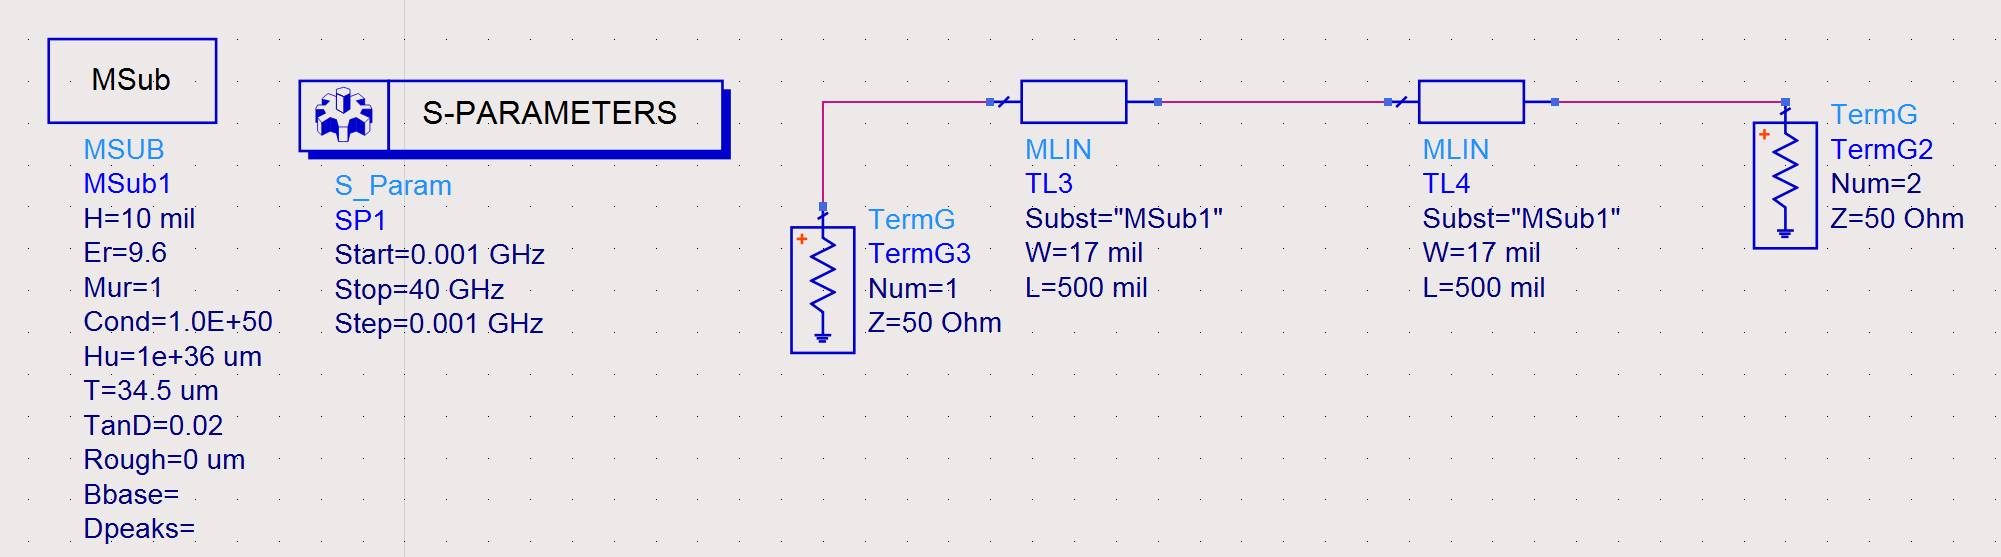 MSub
MSUB
MSub1
H=10 mil
Er=9.6
Mur=1
Cond=1.0E+50
Hu=1e+36 um
T=34.5 um
TanD=0.02
Rough=0 um
Bbase=
Dpeaks=
S-PARAMETERS
S_Param
SP1
Start=0.001 GHz
Stop=40 GHz
Step=0.001 GHz
+
TermG
TermG3
Num=1
Z=50 Ohm
MLIN
TL3
Subst="MSub1"
W=17 mil
L=500 mil
MLIN
TL4
Subst="MSub1"
W=17 mil
L=500 mil
+
TermG
TermG2
Num=2
Z=50 Ohm